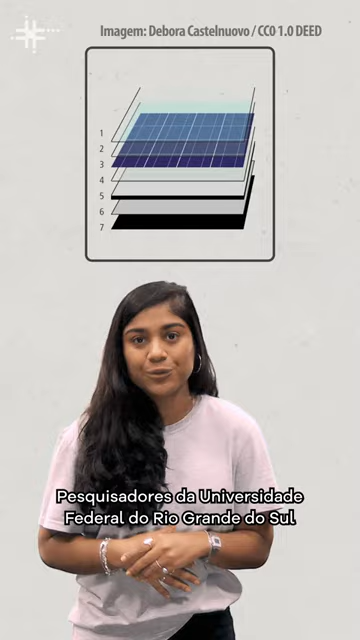 Imagem: Debora Castelnuovo / CC0 1.0 DEED
1
2
3
4
5
6
7
Pesquisadores da Universidade
Federal do Rio Grande do Sul